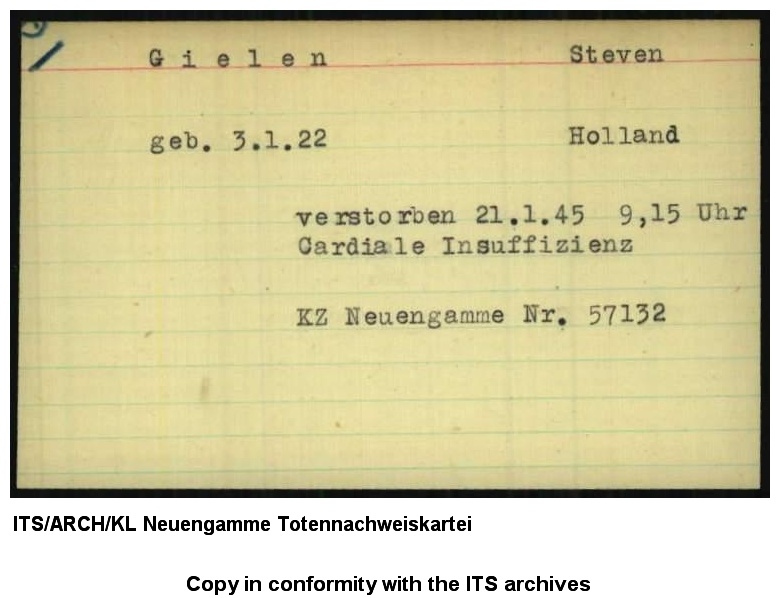 G i e l e n Steven
geb. 3.1.22 Holland
verstorben 21.1.45 9,15 Uhr
Cardiale Insuffizienz
KZ Neuengamme Nr. 57132
ITS/ARCH/KL Neuengamme Totennachweiskartei
Copy in conformity with the ITS archives